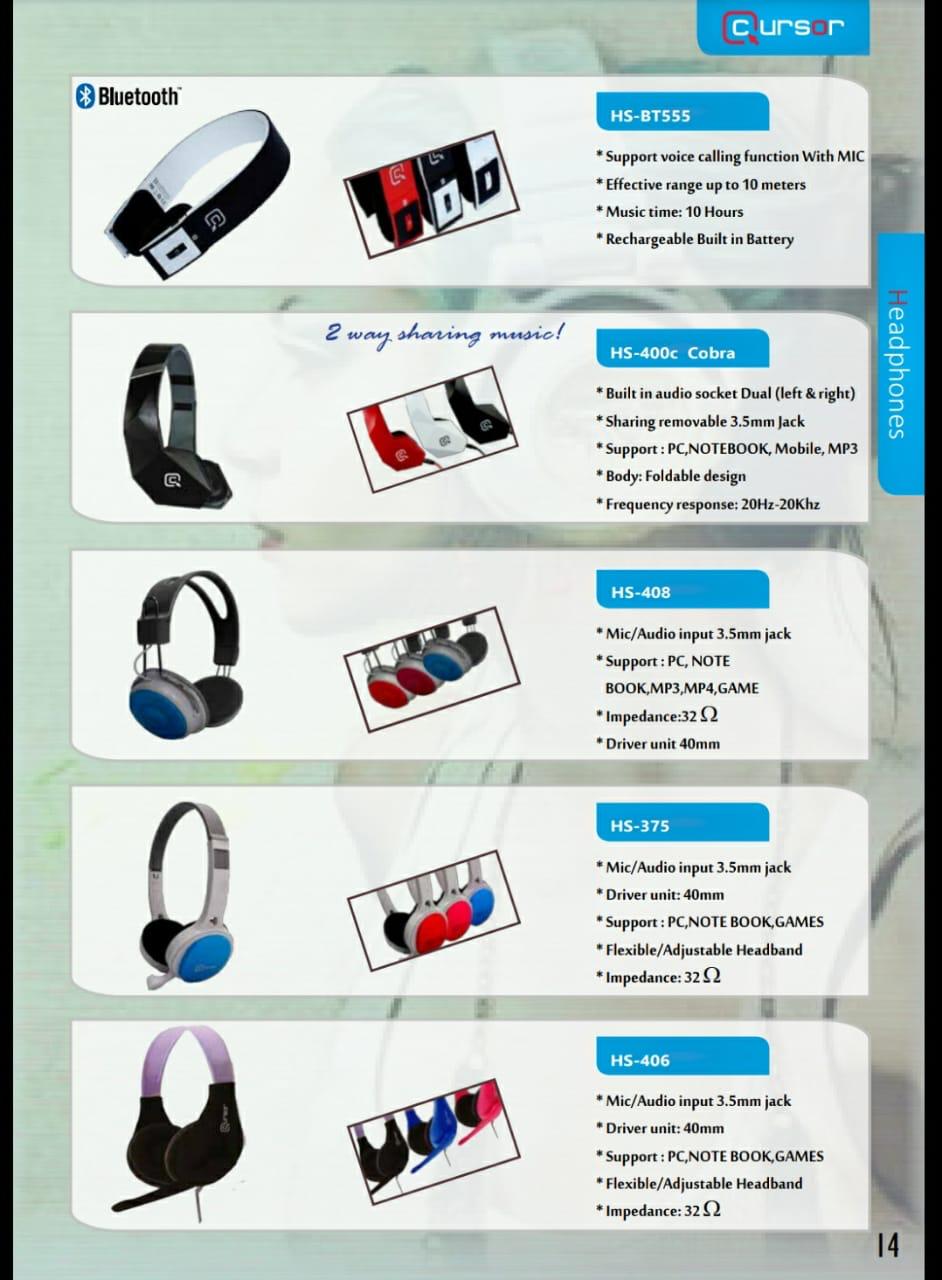 Cursor
Bluetooth™
HS-BT555
* Support voice calling function With MIC
* Effective range up to 10 meters
* Music time: 10 Hours
* Rechargeable Built in Battery
Headphones
2 way sharing music!
HS-400c Cobra
* Built in audio socket Dual (left & right)
* Sharing removable 3.5mm Jack
* Support : PC,NOTEBOOK, Mobile, MP3
* Body: Foldable design
* Frequency response: 20Hz-20Khz
HS-408
* Mic/Audio input 3.5mm jack
* Support : PC, NOTE
BOOK,MP3,MP4,GAME
* Impedance:32 Ω
* Driver unit 40mm
HS-375
* Mic/Audio input 3.5mm jack
* Driver unit: 40mm
* Support : PC,NOTE BOOK,GAMES
* Flexible/Adjustable Headband
* Impedance: 32 Ω
HS-406
* Mic/Audio input 3.5mm jack
* Driver unit: 40mm
* Support : PC,NOTE BOOK,GAMES
* Flexible/Adjustable Headband
* Impedance: 32 Ω
14